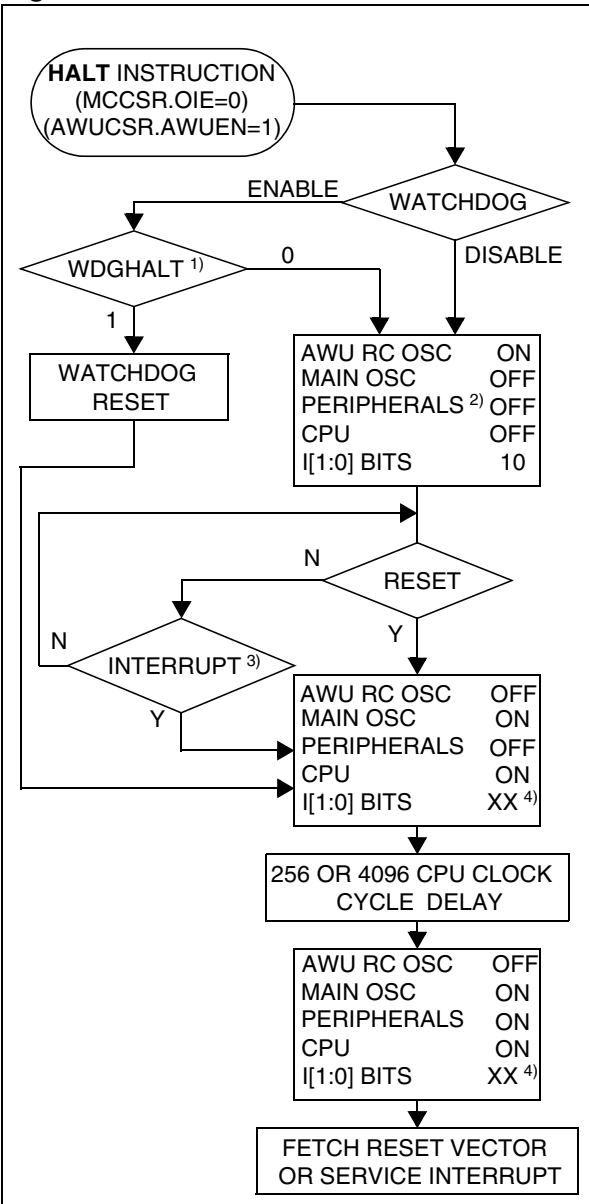 HALT INSTRUCTION
(MCCSR.OIE=0)
(AWUCSR.AWUEN=1)
ENABLE
WATCHDOG
DISABLE
WDGHALT 1)
0
1
WATCHDOG
RESET
AWU RC OSC ON
MAIN OSC OFF
PERIPHERALS 2) OFF
CPU OFF
I[1:0] BITS 10
N
RESET
Y
N
INTERRUPT 3)
Y
AWU RC OSC OFF
MAIN OSC ON
PERIPHERALS OFF
CPU ON
I[1:0] BITS XX 4)
256 OR 4096 CPU CLOCK
CYCLE DELAY
AWU RC OSC OFF
MAIN OSC ON
PERIPHERALS ON
CPU ON
I[1:0] BITS XX 4)
FETCH RESET VECTOR
OR SERVICE INTERRUPT